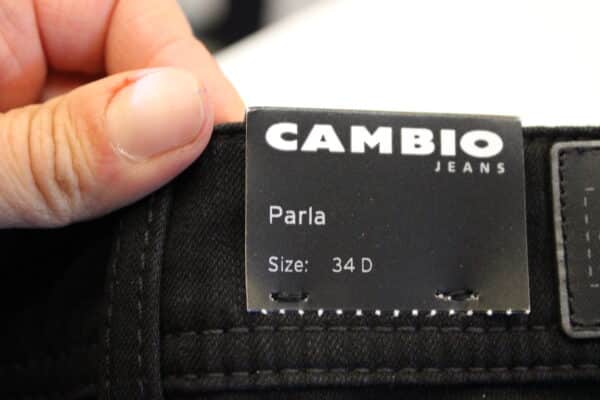 CAMBIO
JEANS
Parla
Size: 34 D